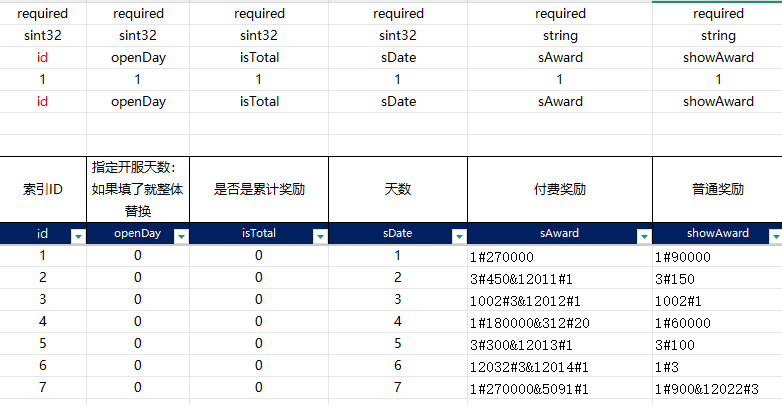 required required required required required required
sint32 sint32 sint32 sint32 string string
id openDay isTotal sDate sAward showAward
1 1 1 1 1 1
id openDay isTotal sDate sAward showAward
索引ID 指定开服天数：如果填了就整体替换 是否是累计奖励 天数 付费奖励 普通奖励
id openDay isTotal sDate sAward showAward
1 0 0 1 1#270000 1#90000
2 0 0 2 3#450&12011#1 3#150
3 0 0 3 1002#3&12012#1 1002#1
4 0 0 4 1#180000&312#20 1#60000
5 0 0 5 3#300&12013#1 3#100
6 0 0 6 12032#3&12014#1 1#3
7 0 0 7 1#270000&5091#1 1#900&12022#3